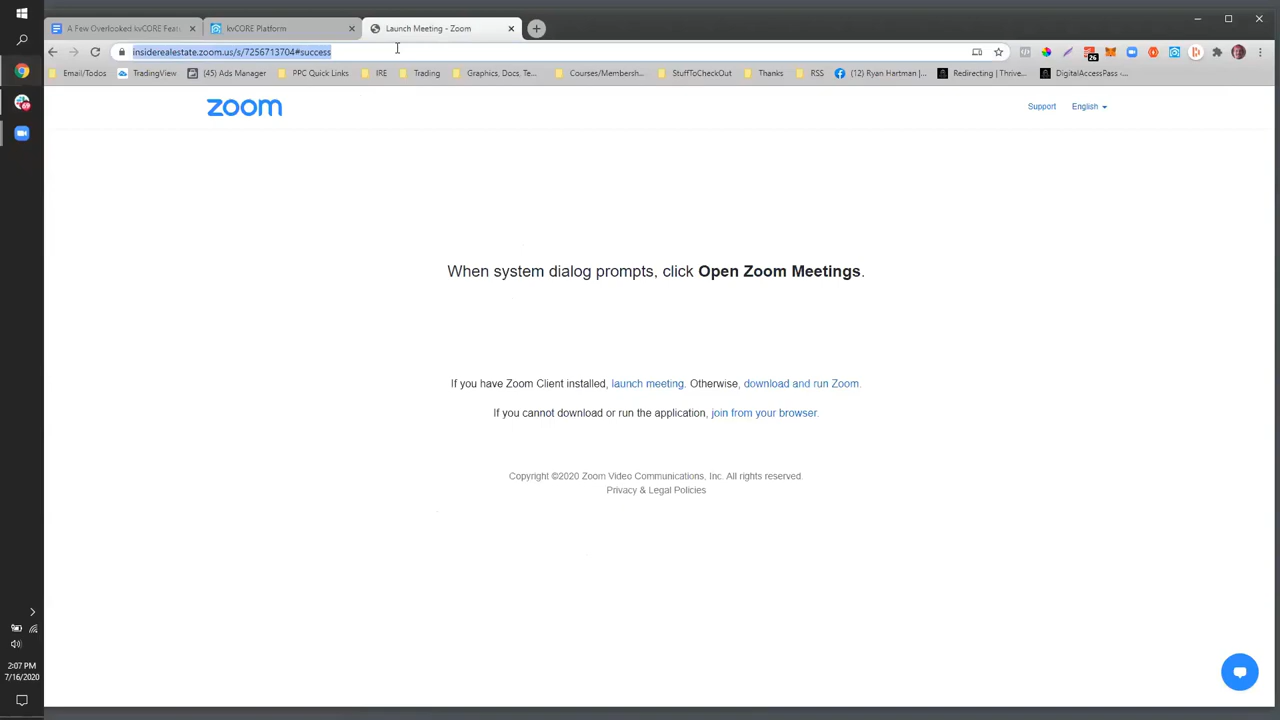 A Few Overlooked kvCORE Feat
kvCORE Platform
Launch Meeting - Zoom
insiderealestate.zoom.us/s/7256713704#success
26
Email/Todos
TradingView
(45) Ads Manager
PPC Quick Links
IRE
Trading
Graphics, Docs, Te...
Courses/Membersh...
StuffToCheckOut
Thanks
RSS
(12) Ryan Hartman |...
Redirecting | Thrive...
DigitalAccessPass -...
zoom
Support
English
When system dialog prompts, click Open Zoom Meetings.
If you have Zoom Client installed, launch meeting. Otherwise, download and run Zoom.
If you cannot download or run the application, join from your browser.
Copyright ©2020 Zoom Video Communications, Inc. All rights reserved.
Privacy & Legal Policies
2:07 PM
7/16/2020